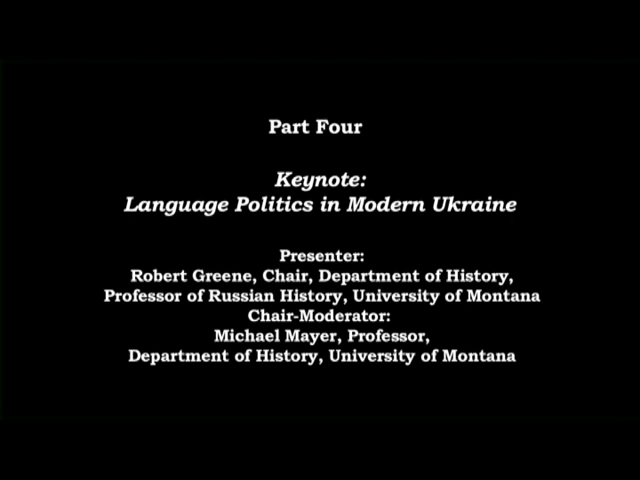 Part Four
Keynote:
Language Politics in Modern Ukraine
Presenter:
Robert Greene, Chair, Department of History,
Professor of Russian History, University of Montana
Chair-Moderator:
Michael Mayer, Professor,
Department of History, University of Montana